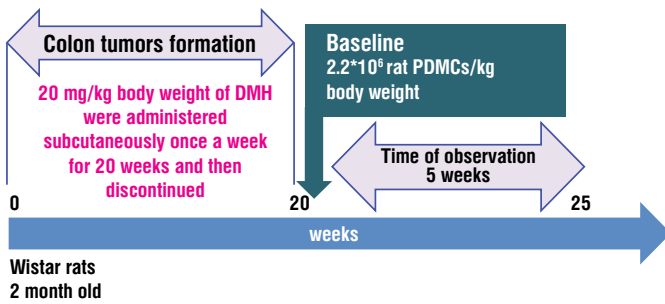 Colon tumors formation
20 mg/kg body weight of DMH
were administered
subcutaneously once a week
for 20 weeks and then
discontinued
Baseline
2.2*10⁶ rat PDMCs/kg
body weight
Time of observation
5 weeks
0
20
25
weeks
Wistar rats
2 month old